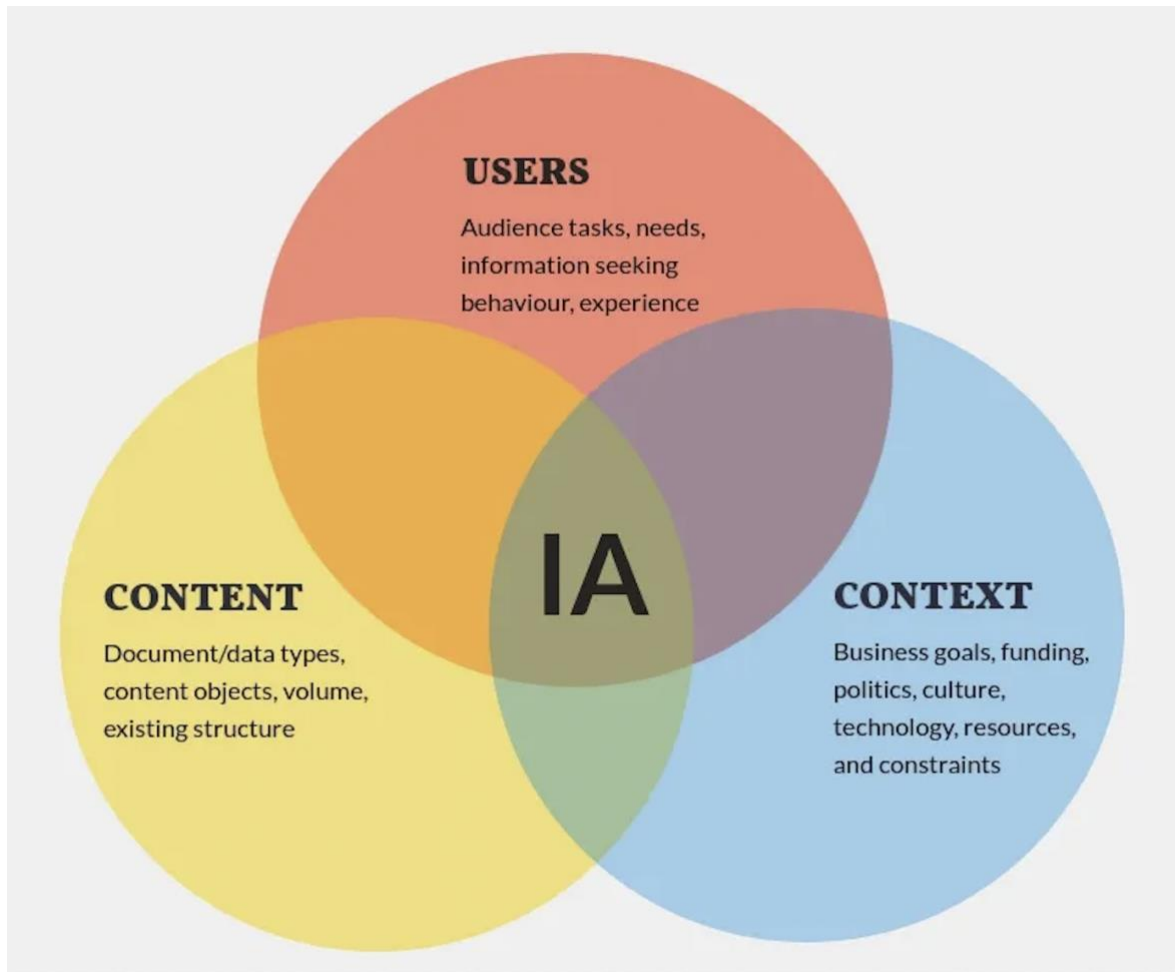 USERS
Audience tasks, needs,
information seeking
behaviour, experience
IA
CONTENT
Document/data types,
content objects, volume,
existing structure
CONTEXT
Business goals, funding,
politics, culture,
technology, resources,
and constraints